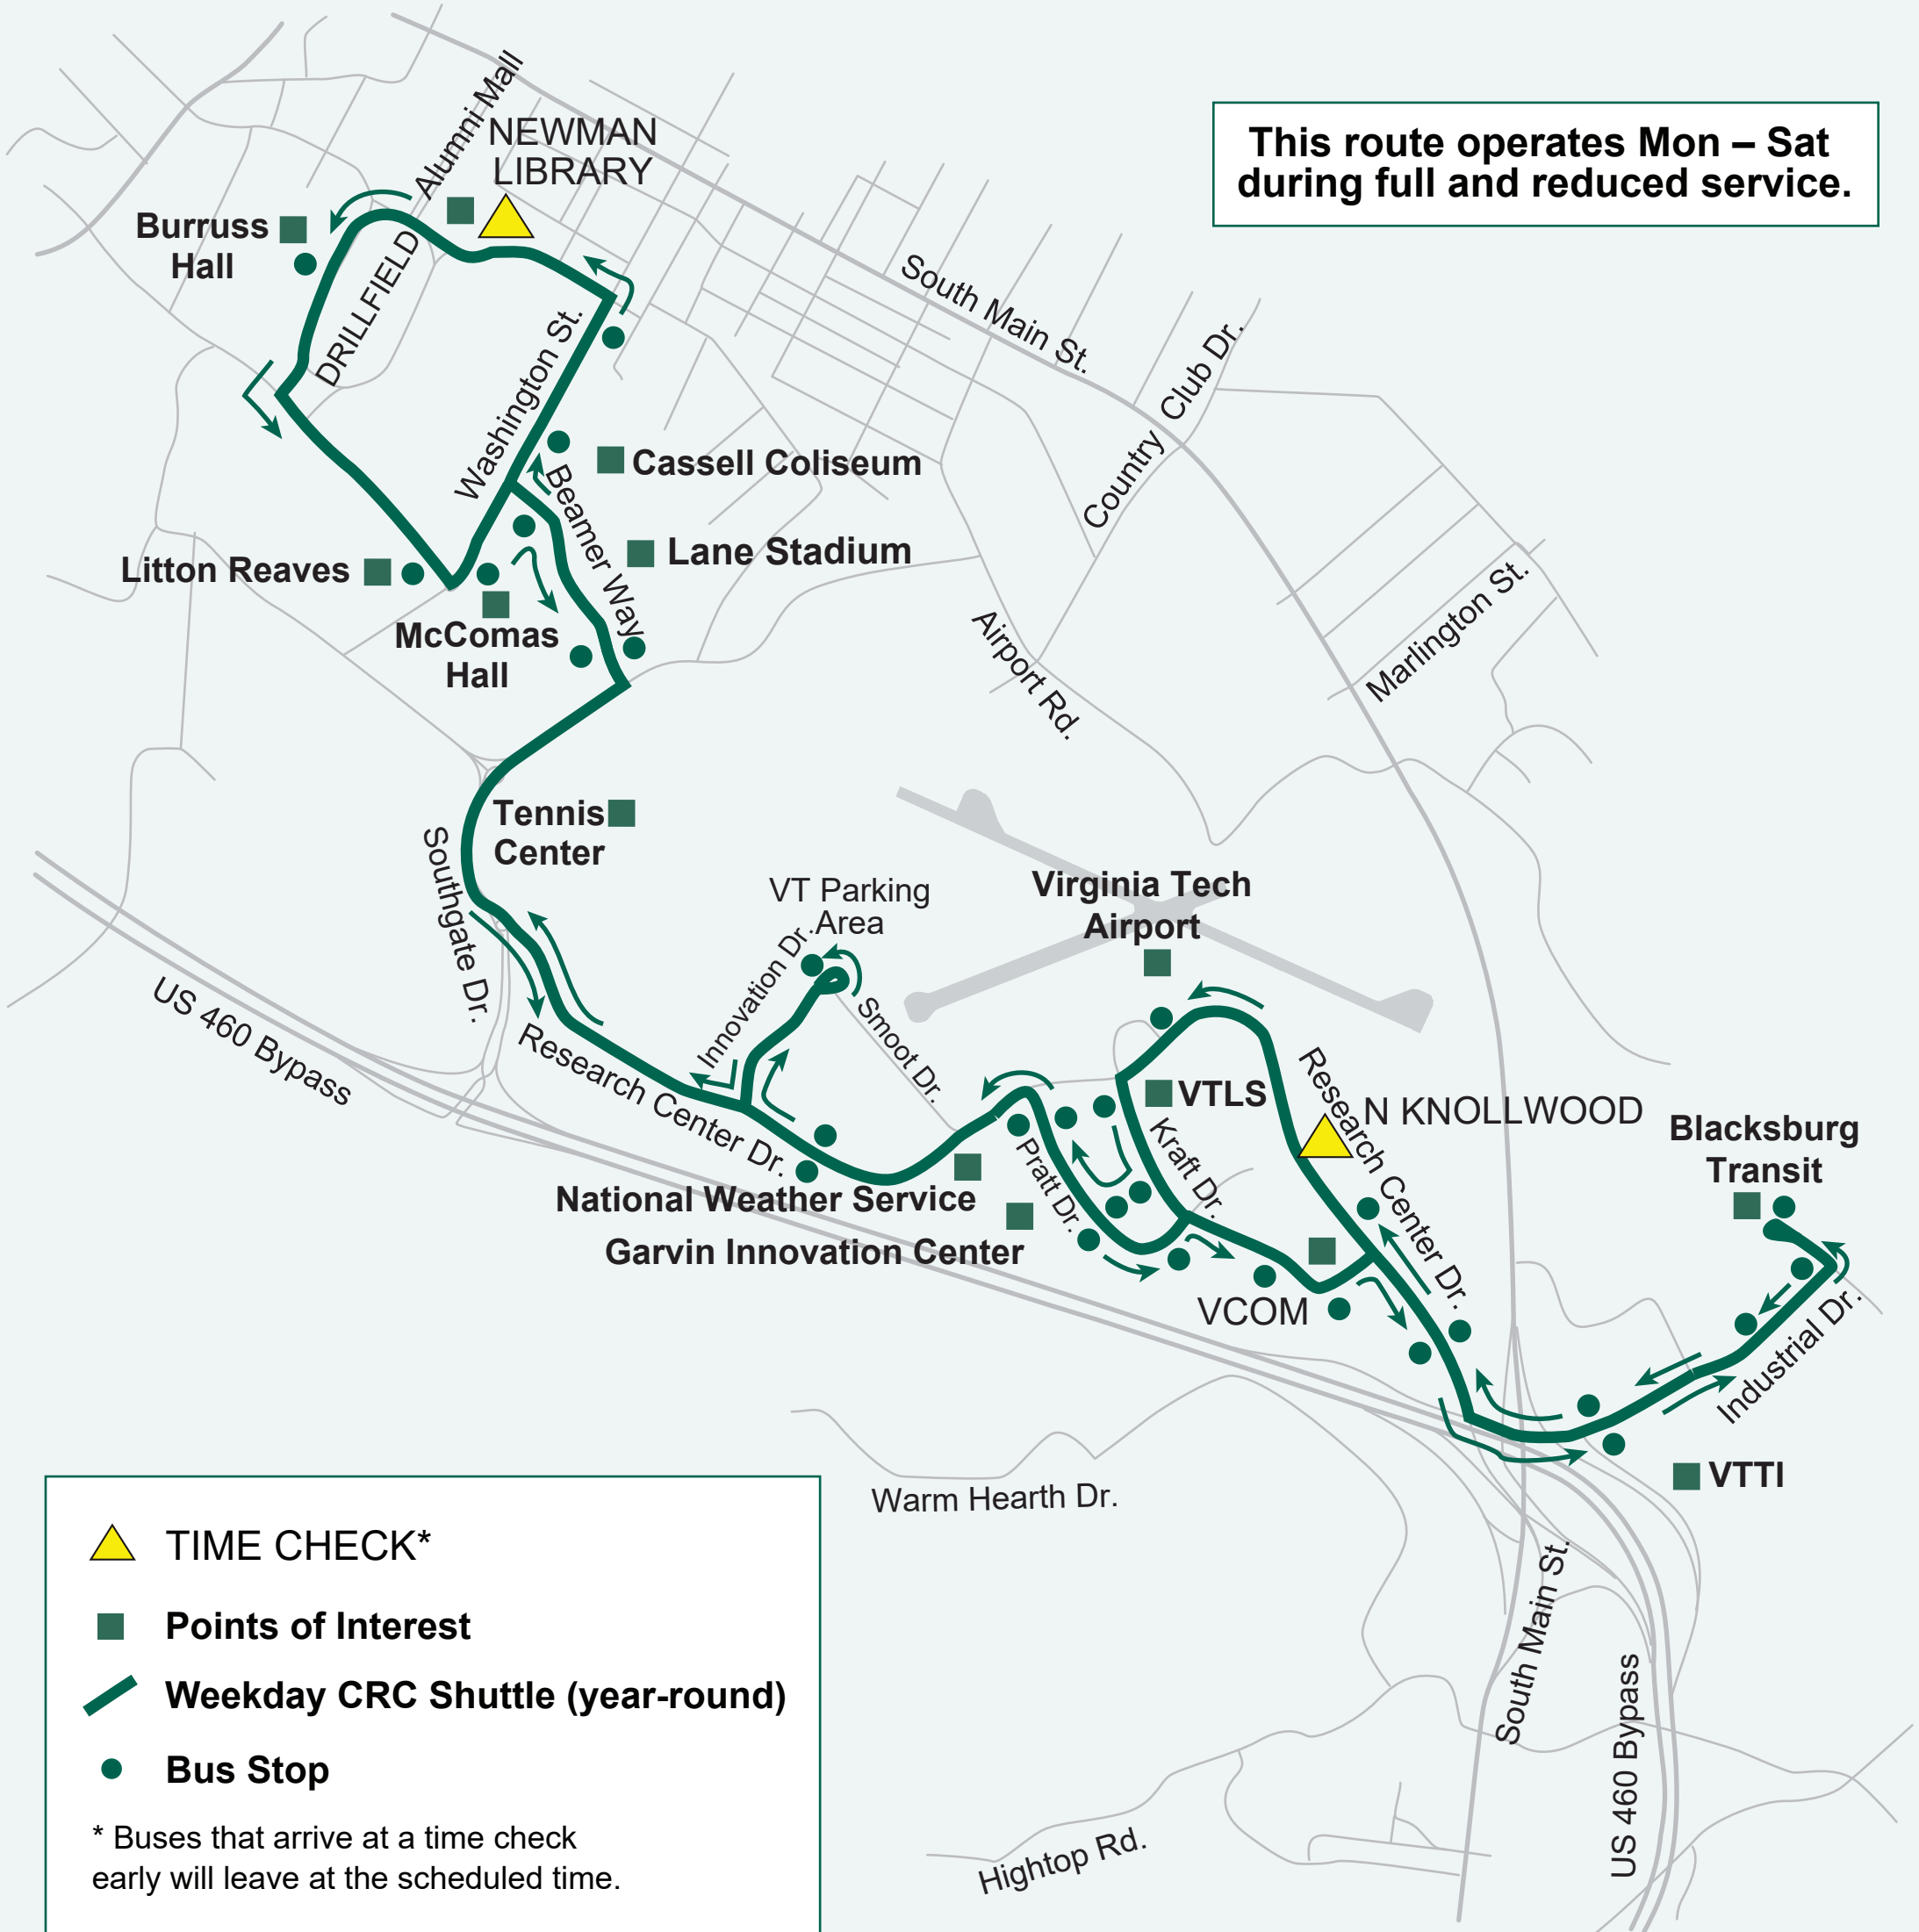 This route operates Mon – Sat
during full and reduced service.
Alumni Mall
NEWMAN
LIBRARY
Burruss
Hall
DRILLFIELD
Washington St.
South Main St.
Country Club Dr.
Cassell Coliseum
Beamer Way
Lane Stadium
Litton Reaves
McComas
Hall
Airport Rd.
Marlington St.
Tennis
Center
Southgate Dr.
VT Parking
Area
Virginia Tech
Airport
Innovation Dr.
Smoot Dr.
US 460 Bypass
Research Center Dr.
VTLS
Research Center Dr.
N KNOLLWOOD
Blacksburg
Transit
Pratt Dr.
Kraft Dr.
National Weather Service
Garvin Innovation Center
VCOM
Industrial Dr.
VTTI
Warm Hearth Dr.
South Main St.
US 460 Bypass
Hightop Rd.
TIME CHECK*
Points of Interest
Weekday CRC Shuttle (year-round)
Bus Stop
* Buses that arrive at a time check
early will leave at the scheduled time.